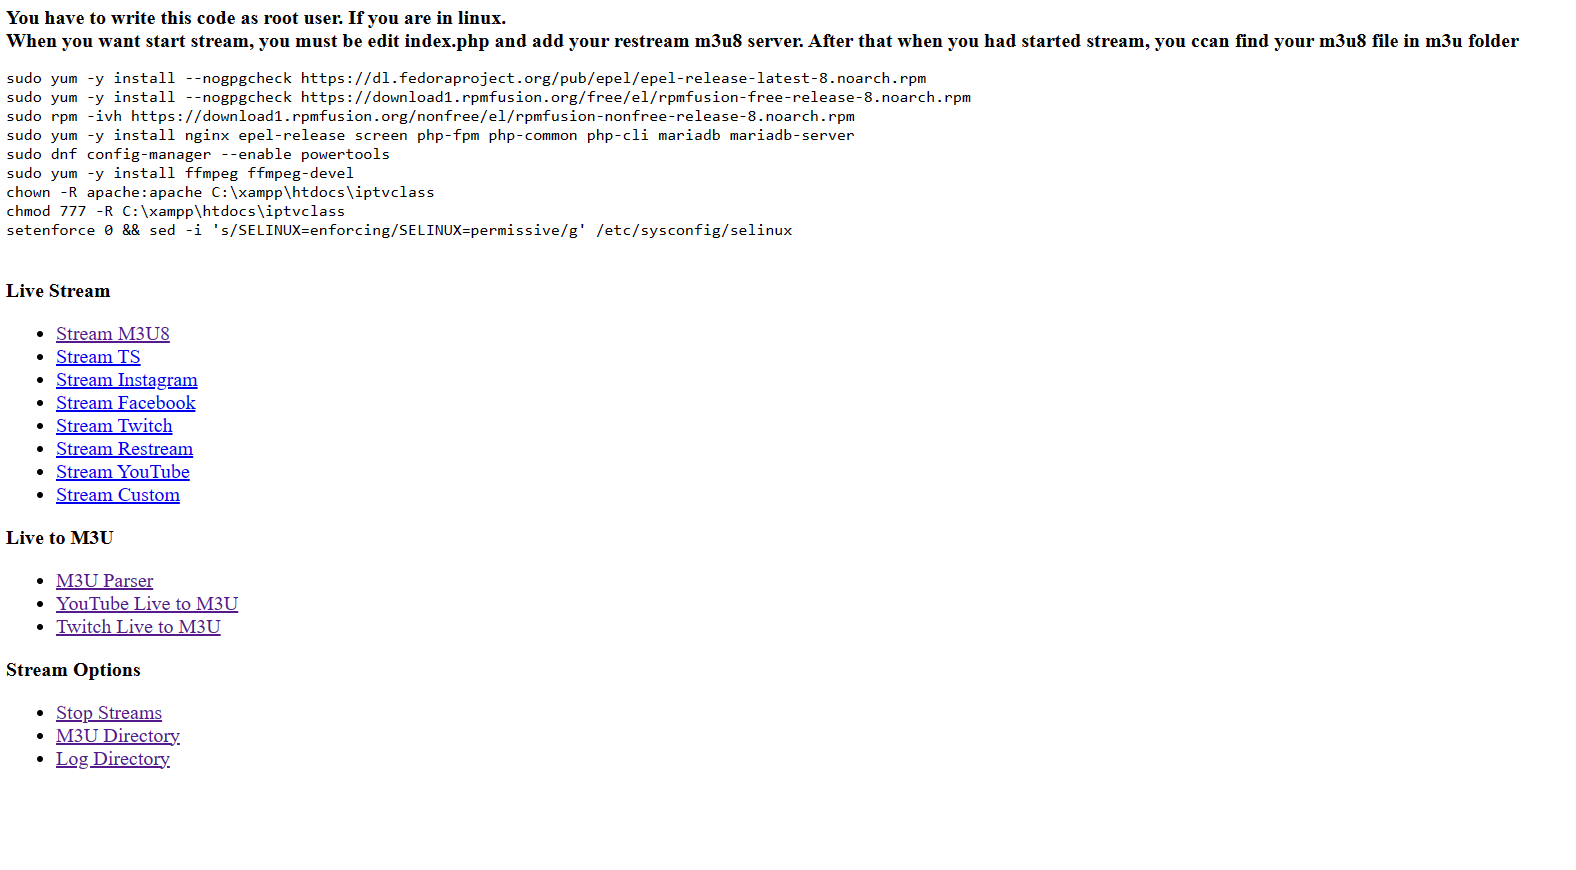 You have to write this code as root user. If you are in linux.
When you want start stream, you must be edit index.php and add your restream m3u8 server. After that when you had started stream, you ccan find your m3u8 file in m3u folder
sudo yum -y install --nogpgcheck https://dl.fedoraproject.org/pub/epel/epel-release-latest-8.noarch.rpm
sudo yum -y install --nogpgcheck https://download1.rpmfusion.org/free/el/rpmfusion-free-release-8.noarch.rpm
sudo rpm -ivh https://download1.rpmfusion.org/nonfree/el/rpmfusion-nonfree-release-8.noarch.rpm
sudo yum -y install nginx epel-release screen php-fpm php-common php-cli mariadb mariadb-server
sudo dnf config-manager --enable powertools
sudo yum -y install ffmpeg ffmpeg-devel
chown -R apache:apache C:\xampp\htdocs\iptvclass
chmod 777 -R C:\xampp\htdocs\iptvclass
setenforce 0 && sed -i 's/SELINUX=enforcing/SELINUX=permissive/g' /etc/sysconfig/selinux
Live Stream
• Stream M3U8
• Stream TS
• Stream Instagram
• Stream Facebook
• Stream Twitch
• Stream Restream
• Stream YouTube
• Stream Custom
Live to M3U
• M3U Parser
• YouTube Live to M3U
• Twitch Live to M3U
Stream Options
• Stop Streams
• M3U Directory
• Log Directory